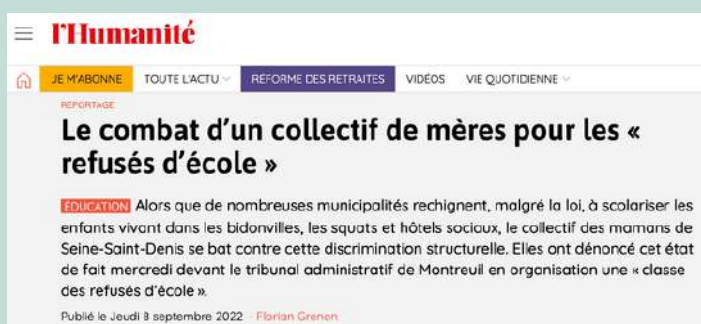 l'Humanité
JE M'ABONNE TOUTE L'ACTU RÉFORME DES RETRAITES VIDÉOS VIE QUOTIDIENNE
REPORTAGE
Le combat d'un collectif de mères pour les «
refusés d'école »
ÉDUCATION Alors que de nombreuses municipalités rechignent, malgré la loi, à scolariser les
enfants vivant dans les bidonvilles, les squats et hôtels sociaux, le collectif des mamans de
Seine-Saint-Denis se bat contre cette discrimination structurelle. Elles ont dénoncé cet état
de fait mercredi devant le tribunal administratif de Montreuil en organisation une « classe
des refusés d'école ».
Publié le Jeudi 8 septembre 2022 - Florian Grenon